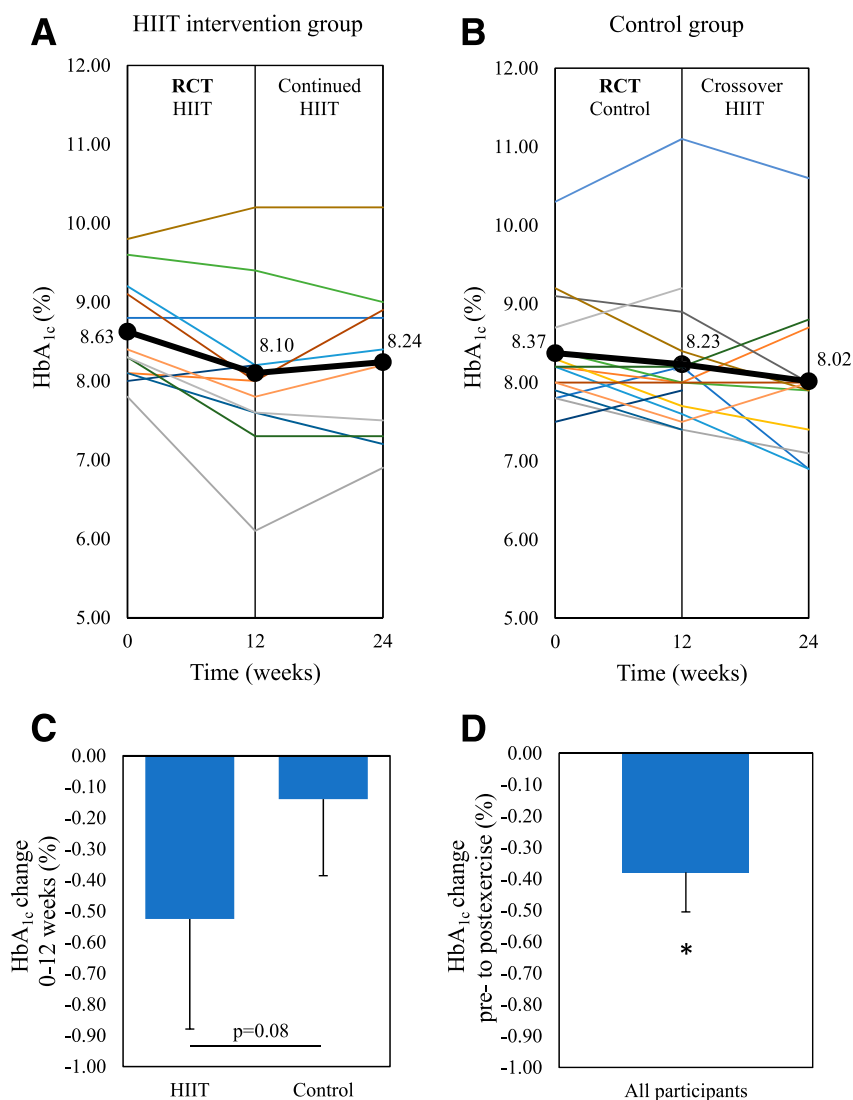 A
HIIT intervention group
HbA1c (%)
12.00
11.00
10.00
9.00
8.00
7.00
6.00
5.00
RCT
HIIT
Continued
HIIT
8.63
8.10
8.24
0
12
24
Time (weeks)
B
Control group
HbA1c (%)
12.00
11.00
10.00
9.00
8.00
7.00
6.00
5.00
RCT
Control
Crossover
HIIT
8.37
8.23
8.02
0
12
24
Time (weeks)
C
HbA1c change
0-12 weeks (%)
0.00
-0.10
-0.20
-0.30
-0.40
-0.50
-0.60
-0.70
-0.80
-0.90
-1.00
p=0.08
HIIT
Control
D
HbA1c change
pre- to postexercise (%)
0.00
-0.10
-0.20
-0.30
-0.40
-0.50
-0.60
-0.70
-0.80
-0.90
-1.00
*
All participants